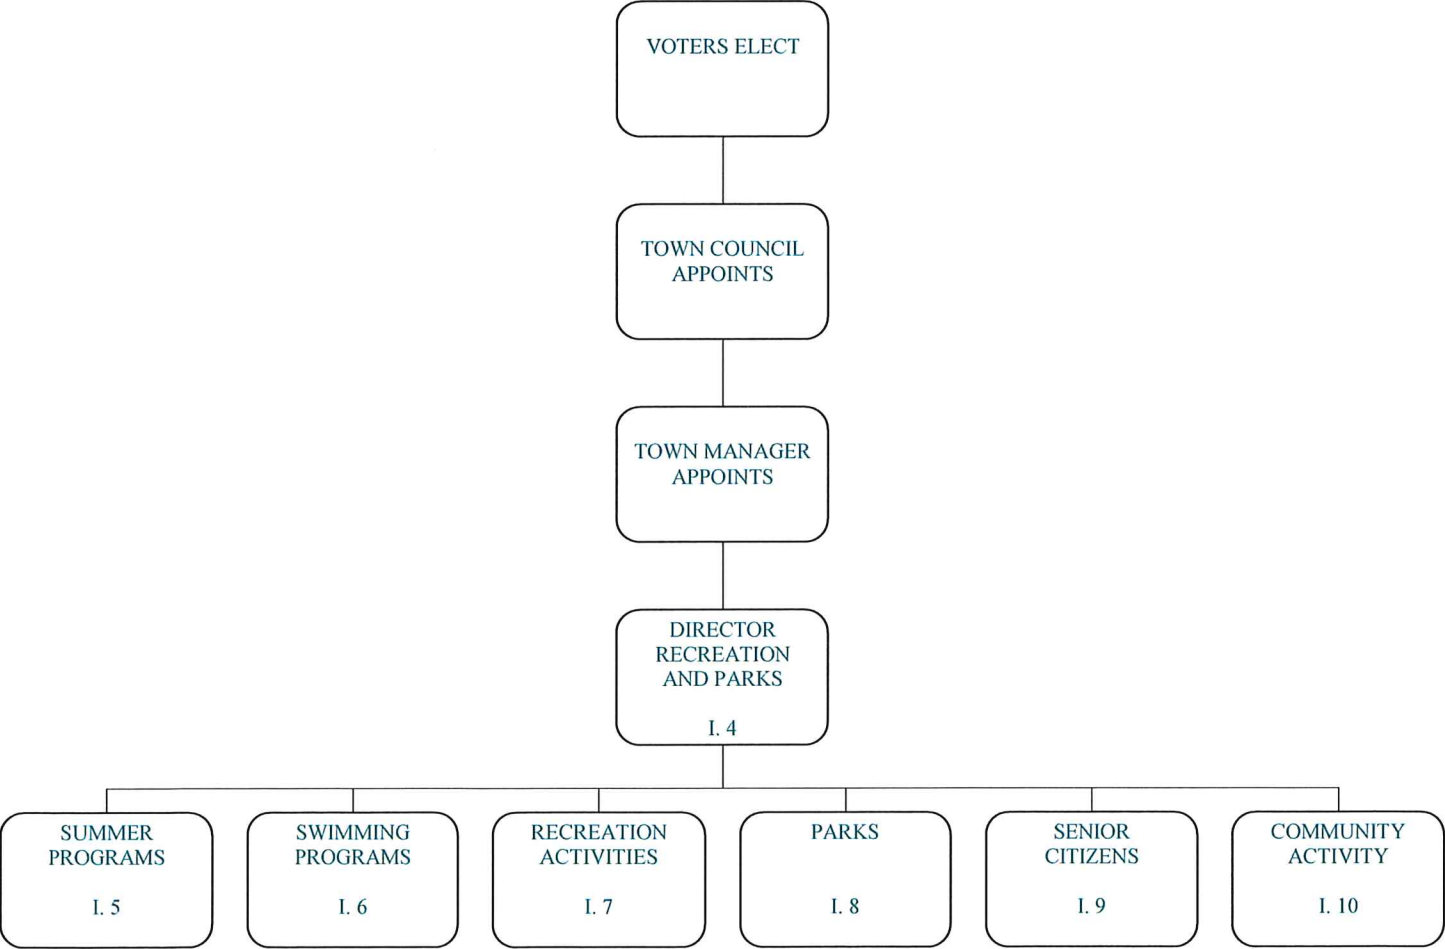 VOTERS ELECT
TOWN COUNCIL
APPOINTS
TOWN MANAGER
APPOINTS
DIRECTOR
RECREATION
AND PARKS
I. 4
SUMMER
PROGRAMS
I. 5
SWIMMING
PROGRAMS
I. 6
RECREATION
ACTIVITIES
I. 7
PARKS
I. 8
SENIOR
CITIZENS
I. 9
COMMUNITY
ACTIVITY
I. 10